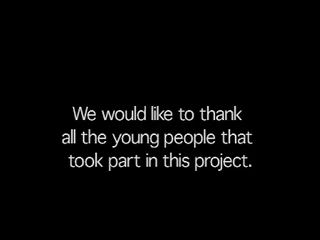 We would like to thank
all the young people that
took part in this project.